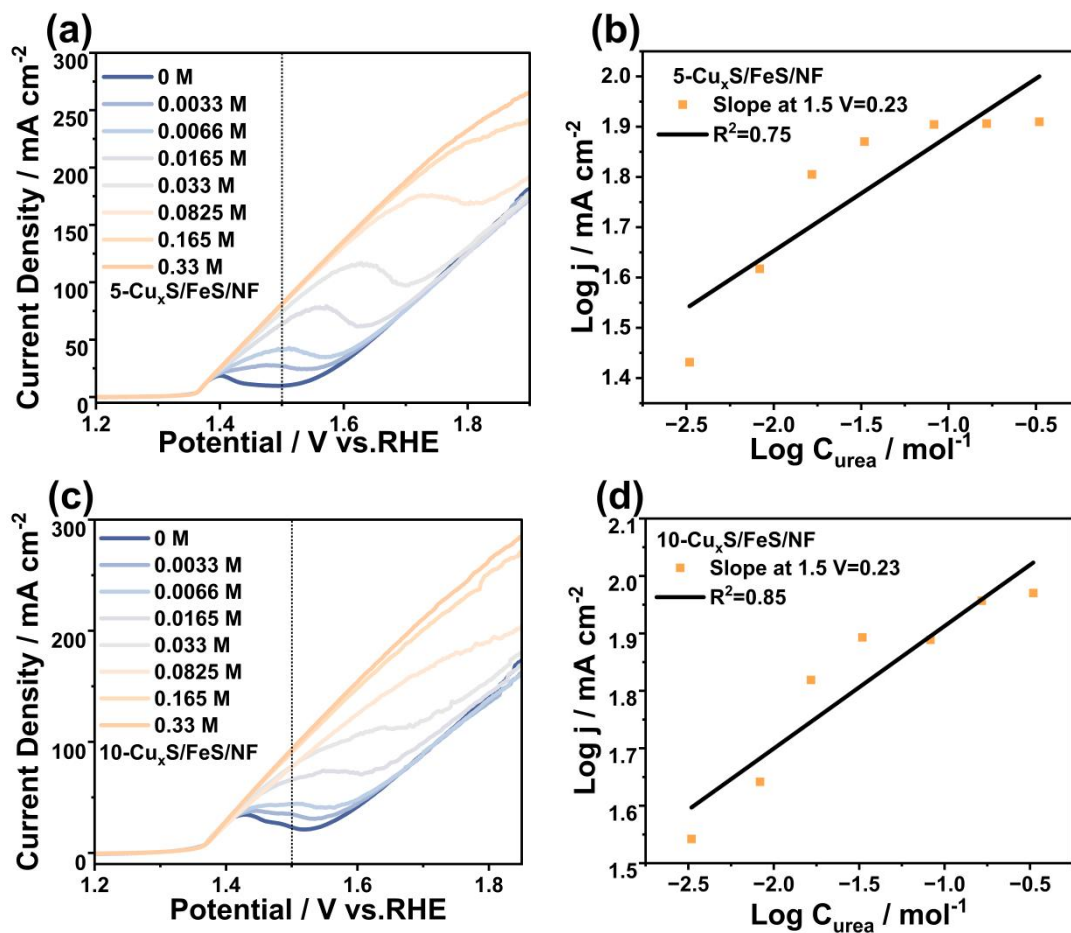 (a)
300
250
200
150
100
50
0
Current Density / mA cm⁻²
0 M
0.0033 M
0.0066 M
0.0165 M
0.033 M
0.0825 M
0.165 M
0.33 M
5-CuₓS/FeS/NF
1.2 1.4 1.6 1.8
Potential / V vs.RHE
(b)
2.0
1.9
1.8
1.7
1.6
1.5
1.4
Log j / mA cm⁻²
5-CuₓS/FeS/NF
Slope at 1.5 V=0.23
R²=0.75
−2.5 −2.0 −1.5 −1.0 −0.5
Log Cᵤᵣₑₐ / mol⁻¹
(c)
300
200
100
0
Current Density / mA cm⁻²
0 M
0.0033 M
0.0066 M
0.0165 M
0.033 M
0.0825 M
0.165 M
0.33 M
10-CuₓS/FeS/NF
1.2 1.4 1.6 1.8
Potential / V vs.RHE
(d)
2.1
2.0
1.9
1.8
1.7
1.6
1.5
Log j / mA cm⁻²
10-CuₓS/FeS/NF
Slope at 1.5 V=0.23
R²=0.85
−2.5 −2.0 −1.5 −1.0 −0.5
Log Cᵤᵣₑₐ / mol⁻¹